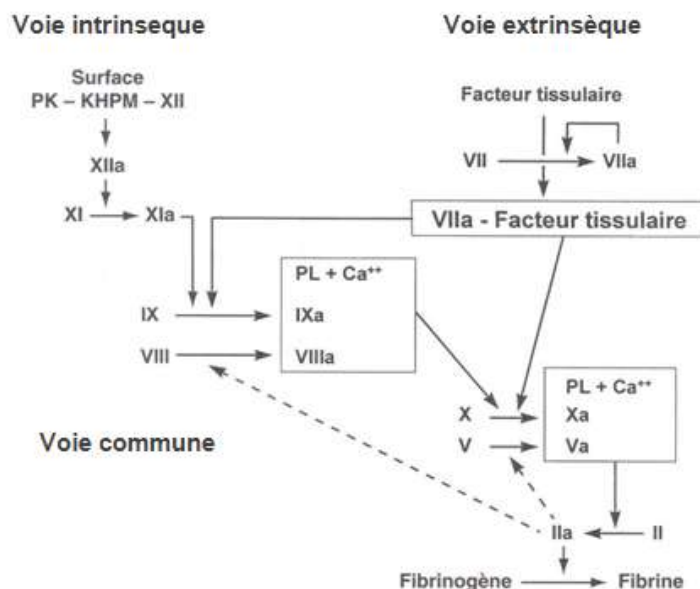 Voie intrinseque
Voie extrinsèque
Surface
PK – KHPM – XII
XIIa
XI XIa
Facteur tissulaire
VII VIIa
VIIa - Facteur tissulaire
PL + Ca++
IX IXa
VIII VIIIa
Voie commune
PL + Ca++
X Xa
V Va
IIa II
Fibrinogène Fibrine